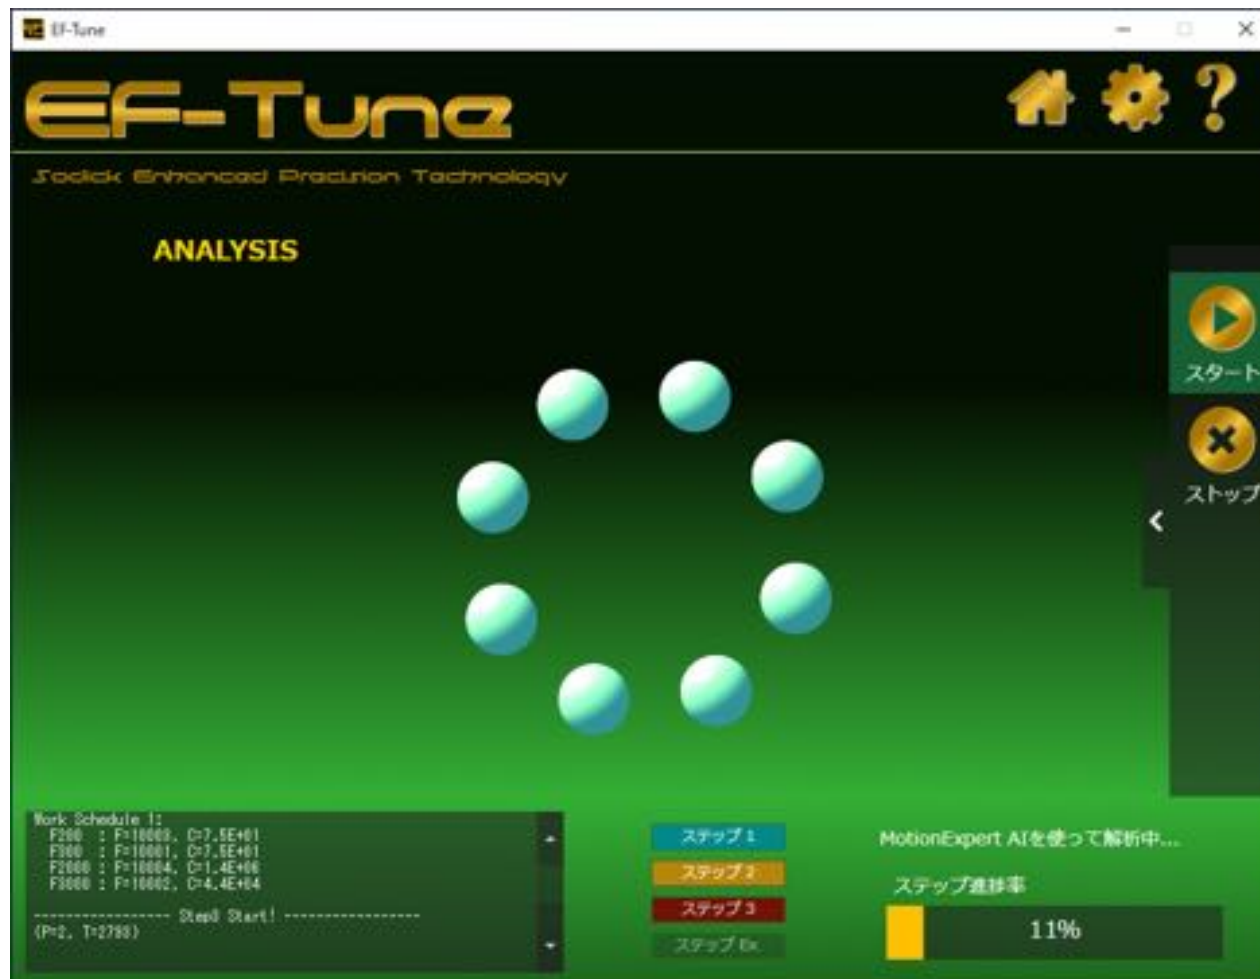 EF-Tune
EF-Tune
Sodick Enhanced Precision Technology
ANALYSIS
スタート
ストップ
Work Schedule 1:
F200 : F=10003, C=7.5E+01
F300 : F=10001, C=7.5E+01
F2000 : F=10004, C=1.4E+06
F3000 : F=10002, C=4.4E+04
----------------- Step3 Start! -----------------
(P=2, T=2793)
ステップ 1
ステップ 2
ステップ 3
ステップ Ex
MotionExpert AIを使って解析中...
ステップ進捗率
11%